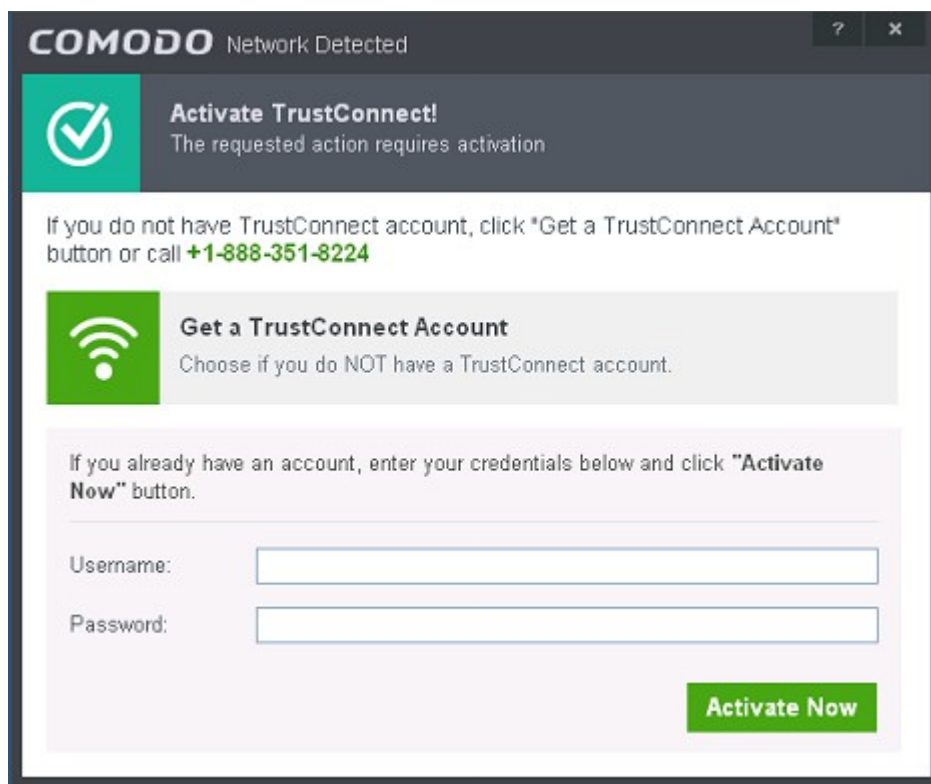 COMODO Network Detected
? ×
Activate TrustConnect!
The requested action requires activation
If you do not have TrustConnect account, click "Get a TrustConnect Account"
button or call +1-888-351-8224
Get a TrustConnect Account
Choose if you do NOT have a TrustConnect account.
If you already have an account, enter your credentials below and click "Activate
Now" button.
Username:
Password:
Activate Now